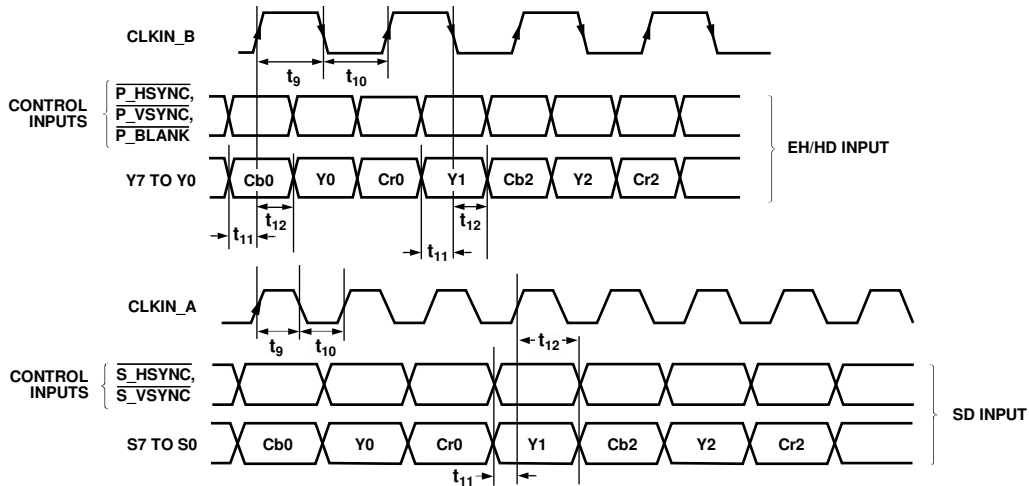 CLKIN_B
t9 t10
CONTROL INPUTS
P_HSYNC,
P_VSYNC,
P_BLANK
EH/HD INPUT
Y7 TO Y0
Cb0 Y0 Cr0 Y1 Cb2 Y2 Cr2
t12 t12
t11 t11
CLKIN_A
t9 t10 t12
CONTROL INPUTS
S_HSYNC,
S_VSYNC
SD INPUT
S7 TO S0
Cb0 Y0 Cr0 Y1 Cb2 Y2 Cr2
t11